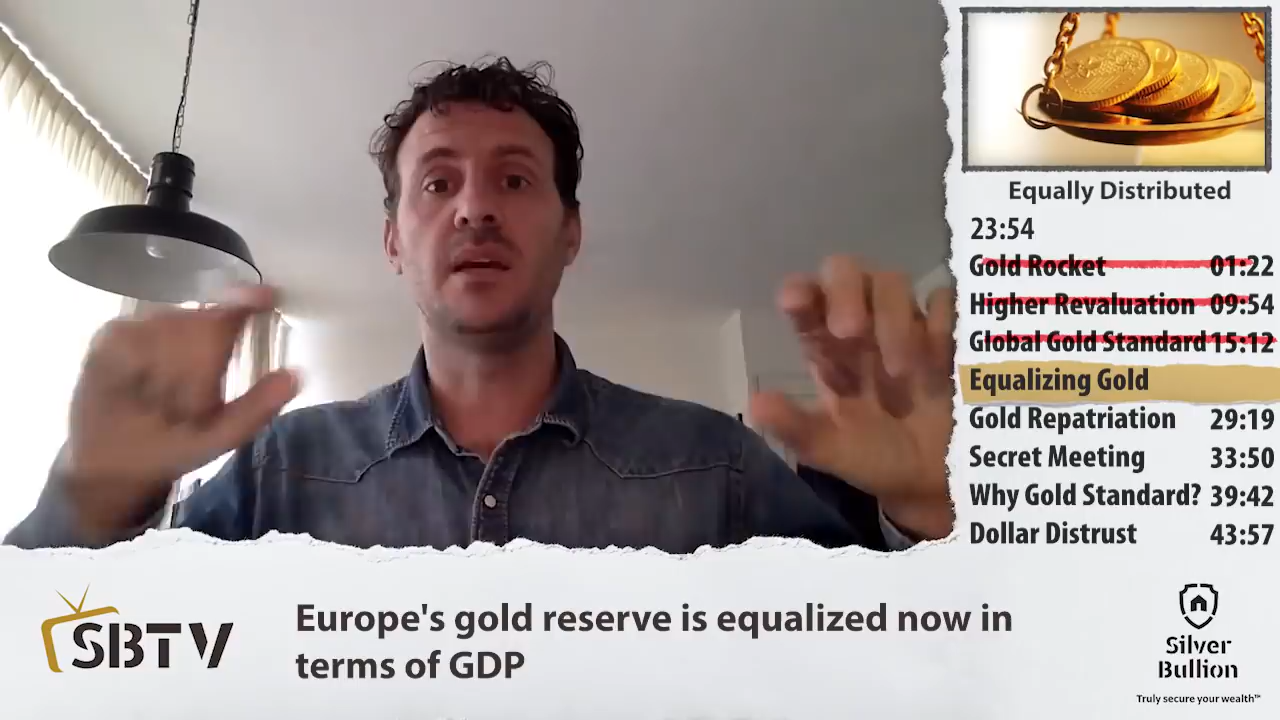 Equally Distributed
23:54
Gold Rocket 01:22
Higher Revaluation 09:54
Global Gold Standard 15:12
Equalizing Gold
Gold Repatriation 29:19
Secret Meeting 33:50
Why Gold Standard? 39:42
Dollar Distrust 43:57
SBTV
Europe's gold reserve is equalized now in
terms of GDP
Silver
Bullion
Truly secure your wealth™